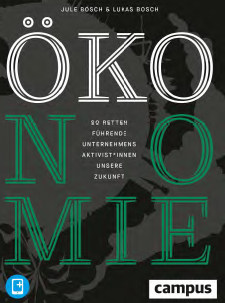 JULE BOSCH & LUKAS BOSCH
ÖKO
NO
MIE
SO RETTEN
FÜHRENDE
UNTERNEHMENS
AKTIVIST*INNEN
UNSERE
ZUKUNFT
campus